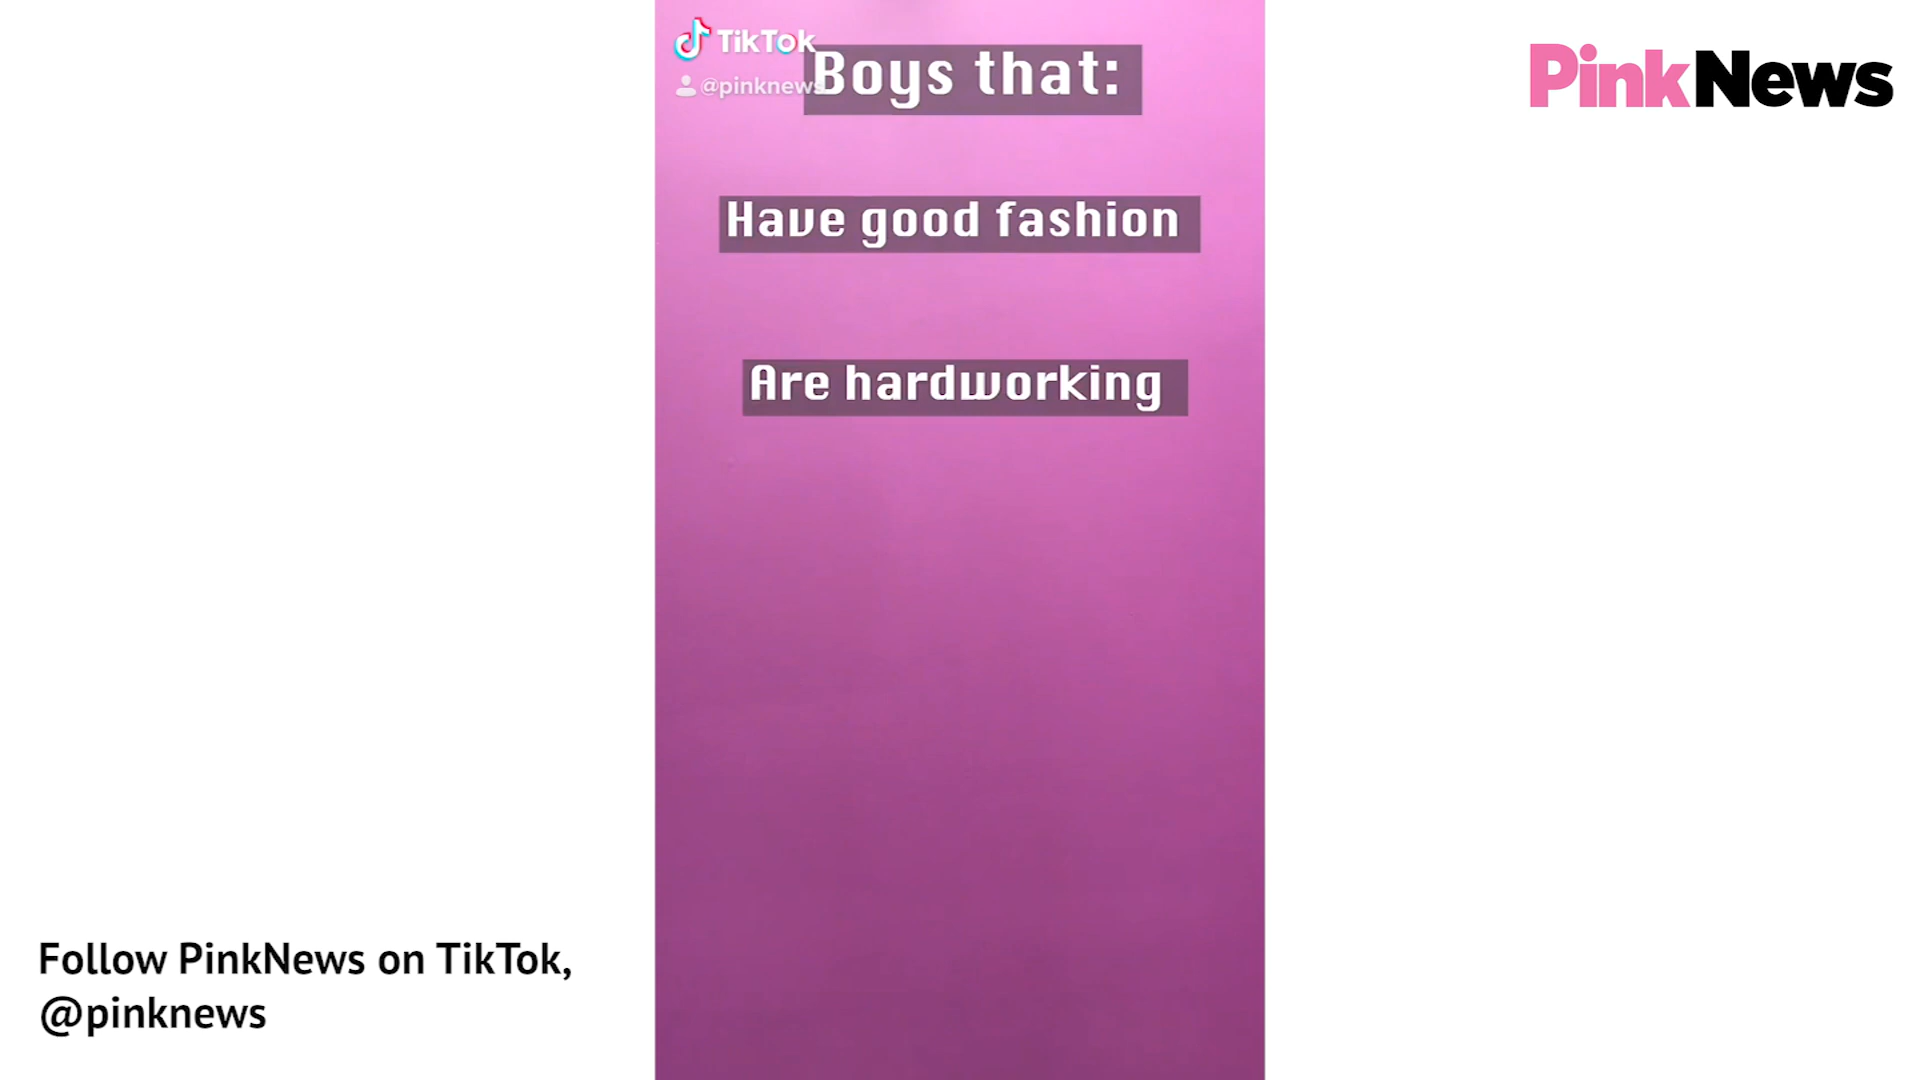 TikTok
@pinknews
Boys that:
PinkNews
Have good fashion
Are hardworking
Follow PinkNews on TikTok,
@pinknews